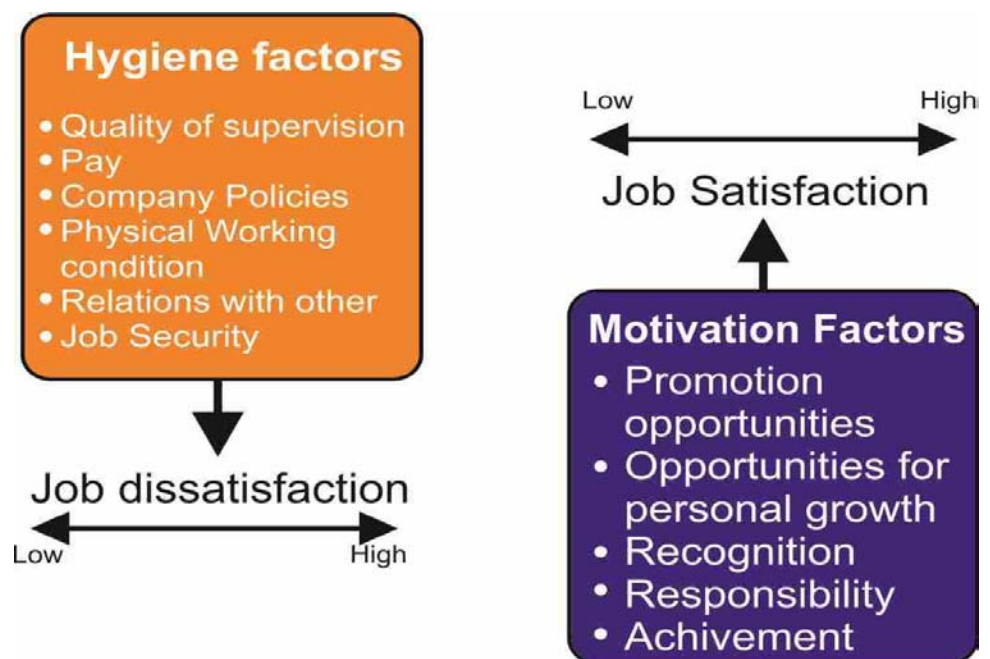 Hygiene factors
• Quality of supervision
• Pay
• Company Policies
• Physical Working
condition
• Relations with other
• Job Security
Job dissatisfaction
Low
High
Low
High
Job Satisfaction
Motivation Factors
• Promotion
opportunities
• Opportunities for
personal growth
• Recognition
• Responsibility
• Achivement